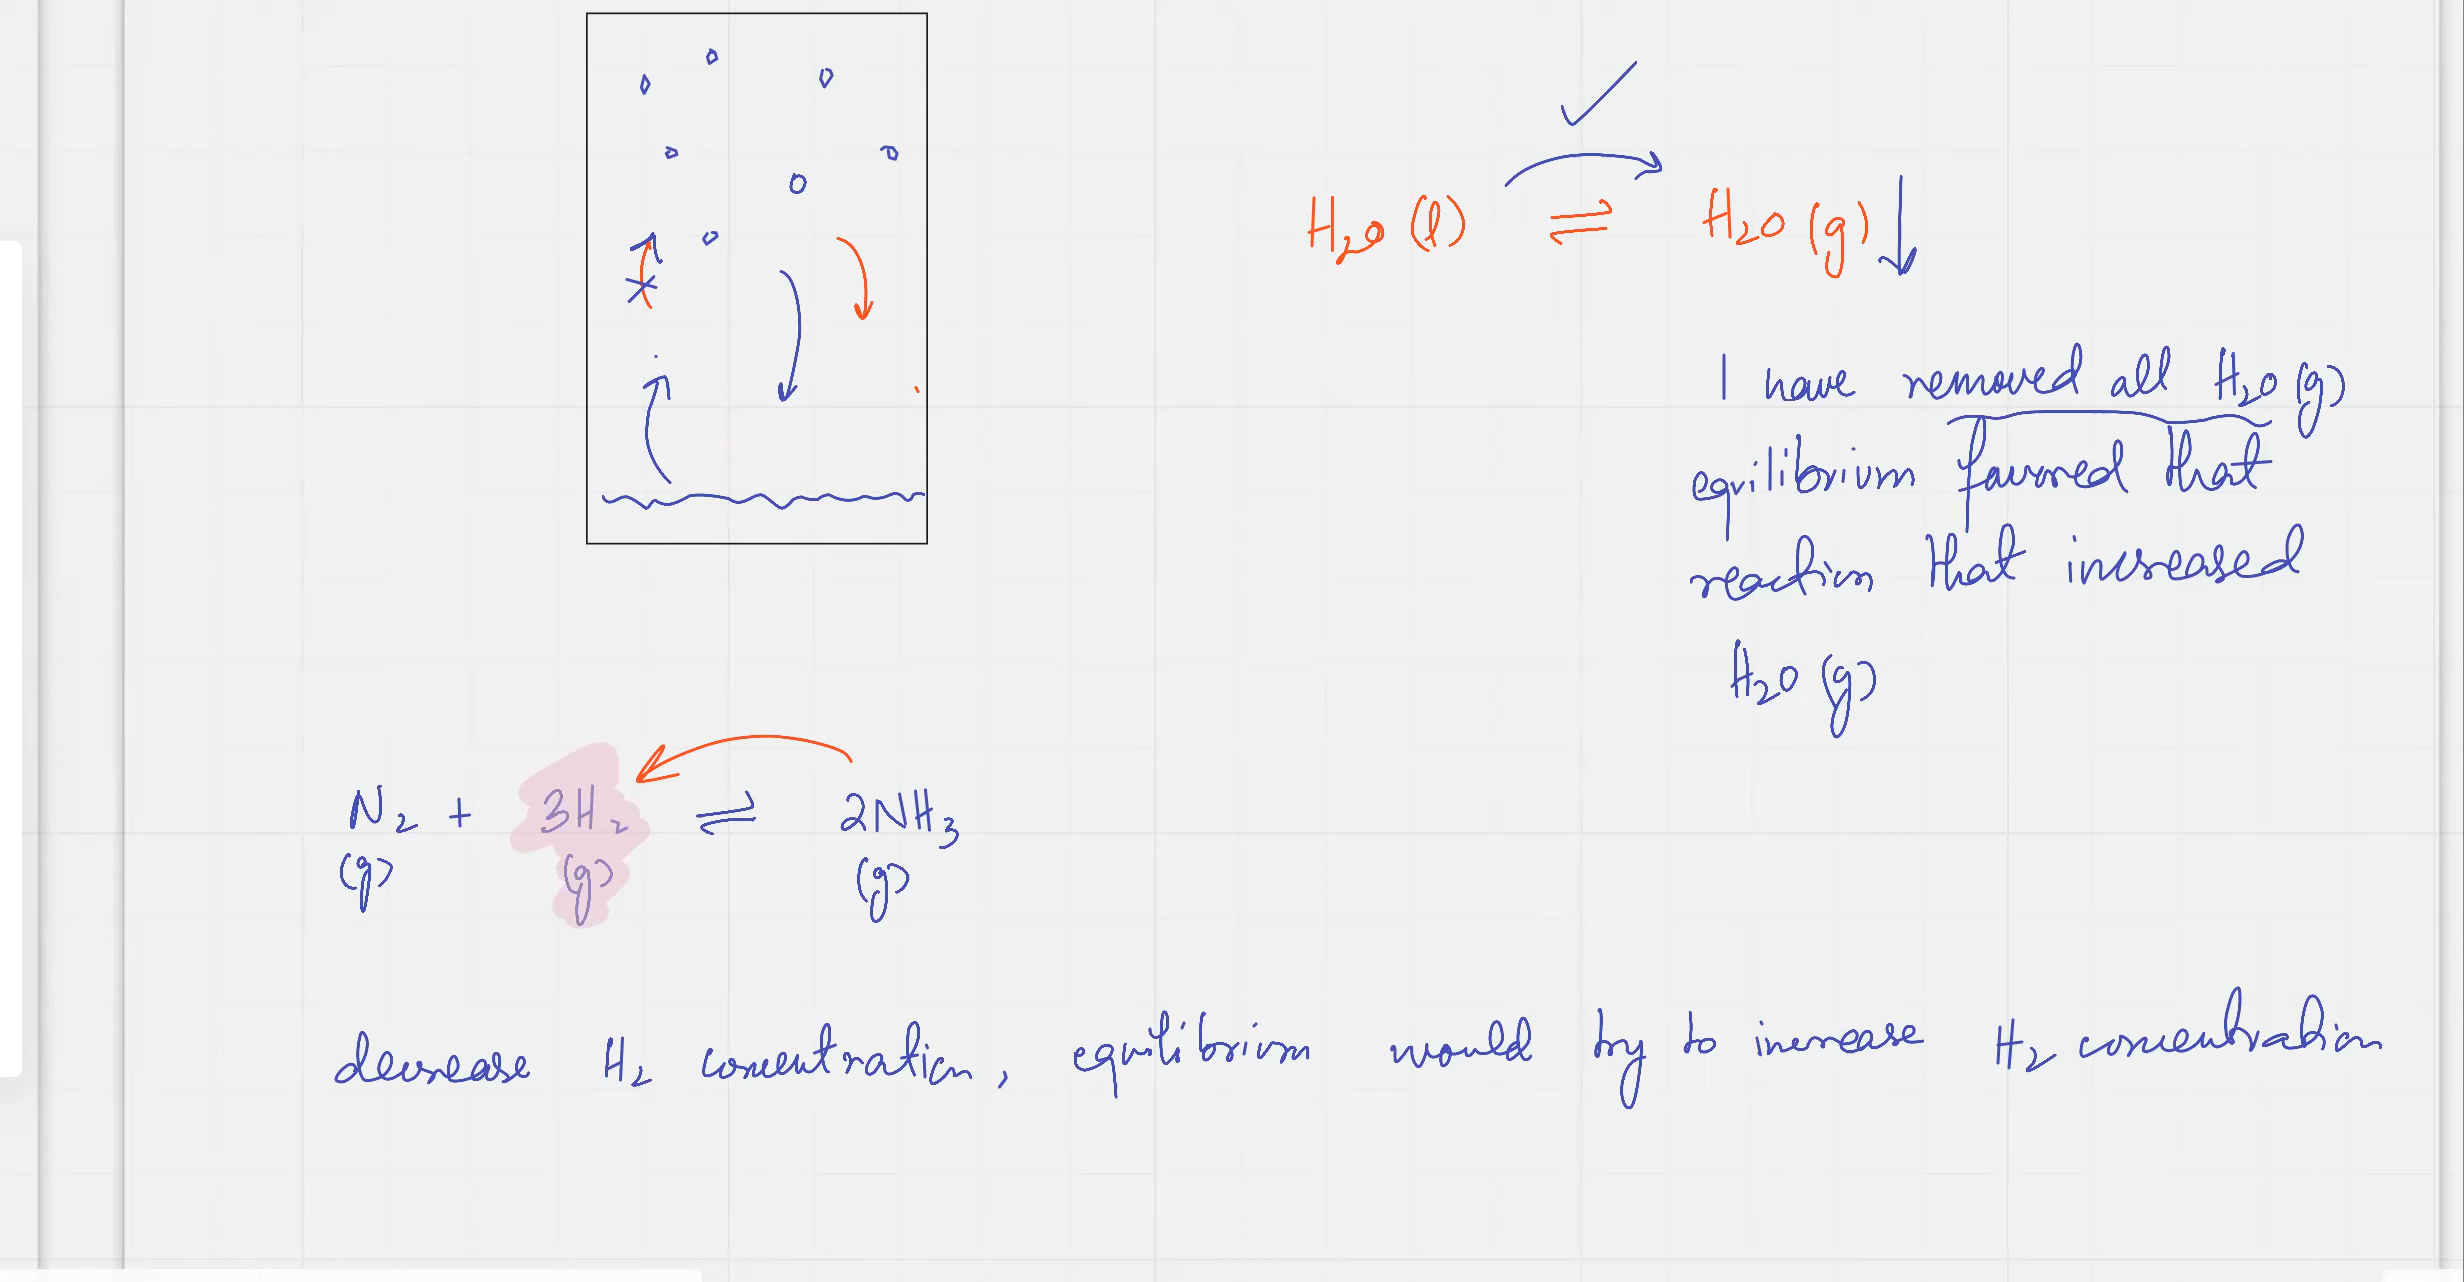 H₂O (l) ⇌ H₂O (g) ↓
I have removed all H₂O (g)
equilibrium favored that
reaction that increased
H₂O (g)
N₂ + 3H₂ ⇌ 2NH₃
(g) (g) (g)
decrease H₂ concentration, equilibrium would try to increase H₂ concentration